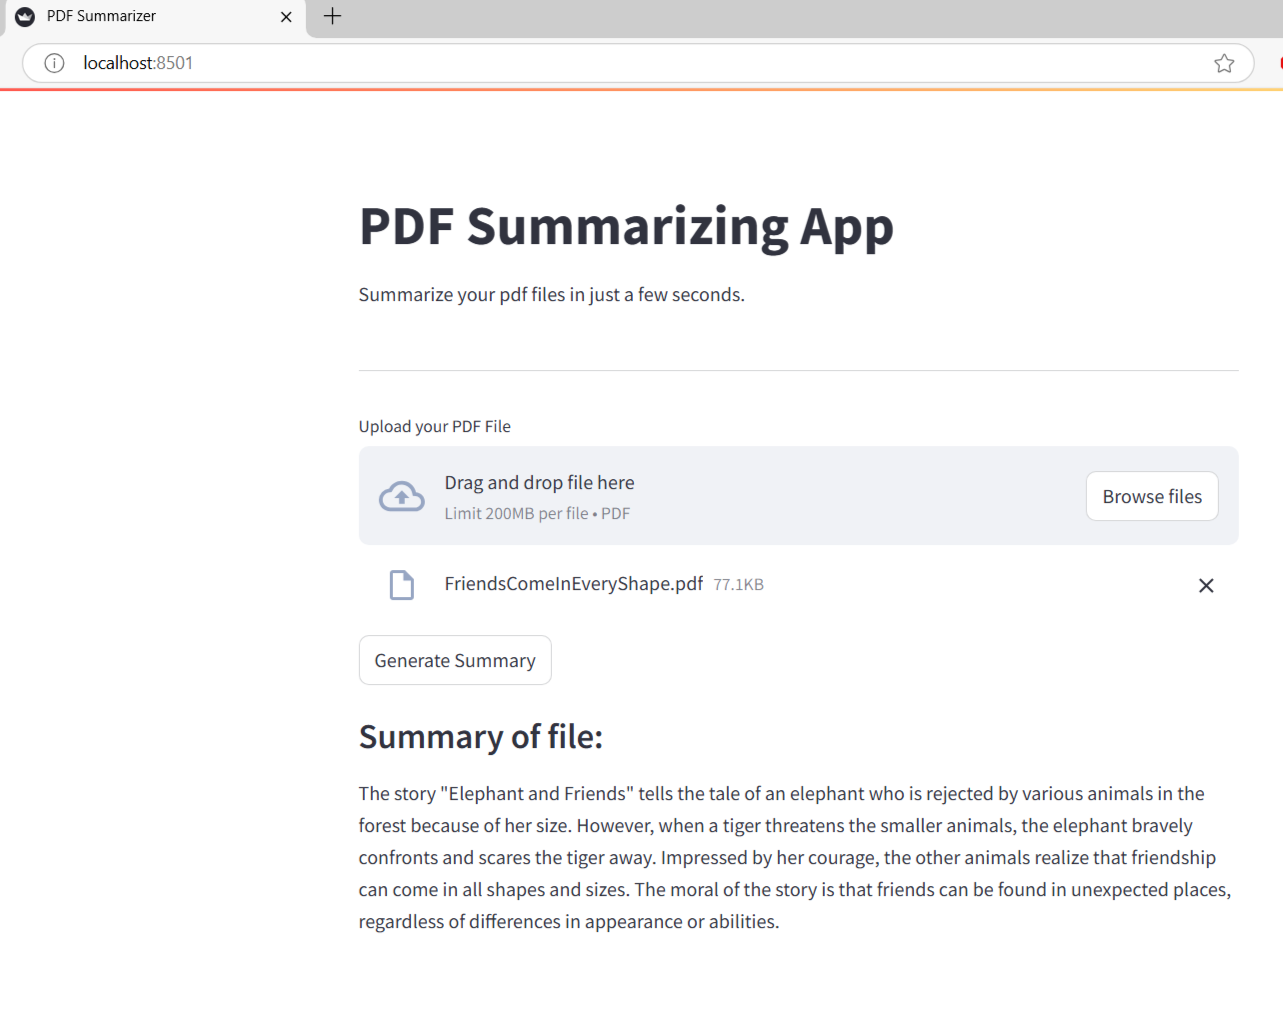 PDF Summarizer
localhost:8501
PDF Summarizing App
Summarize your pdf files in just a few seconds.
Upload your PDF File
Drag and drop file here
Limit 200MB per file • PDF
Browse files
FriendsComeInEveryShape.pdf 77.1KB
Generate Summary
Summary of file:
The story "Elephant and Friends" tells the tale of an elephant who is rejected by various animals in the
forest because of her size. However, when a tiger threatens the smaller animals, the elephant bravely
confronts and scares the tiger away. Impressed by her courage, the other animals realize that friendship
can come in all shapes and sizes. The moral of the story is that friends can be found in unexpected places,
regardless of differences in appearance or abilities.